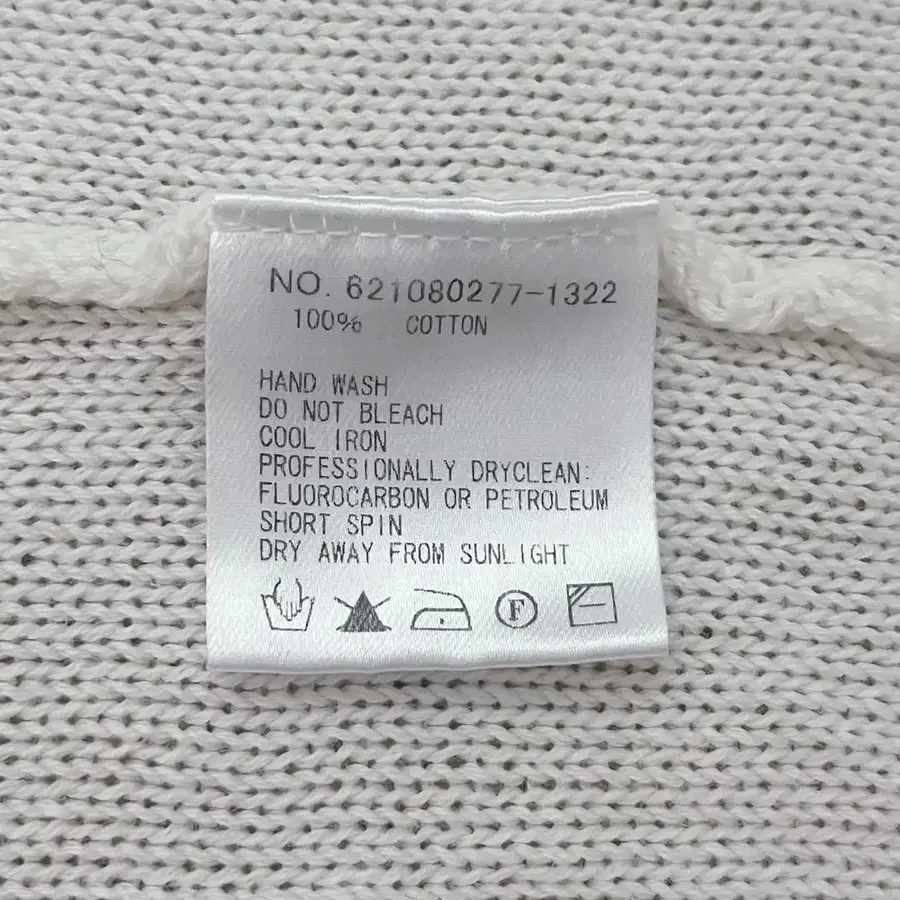 NO. 621080277-1322
100% COTTON
HAND WASH
DO NOT BLEACH
COOL IRON
PROFESSIONALLY DRYCLEAN:
FLUOROCARBON OR PETROLEUM
SHORT SPIN
DRY AWAY FROM SUNLIGHT
F